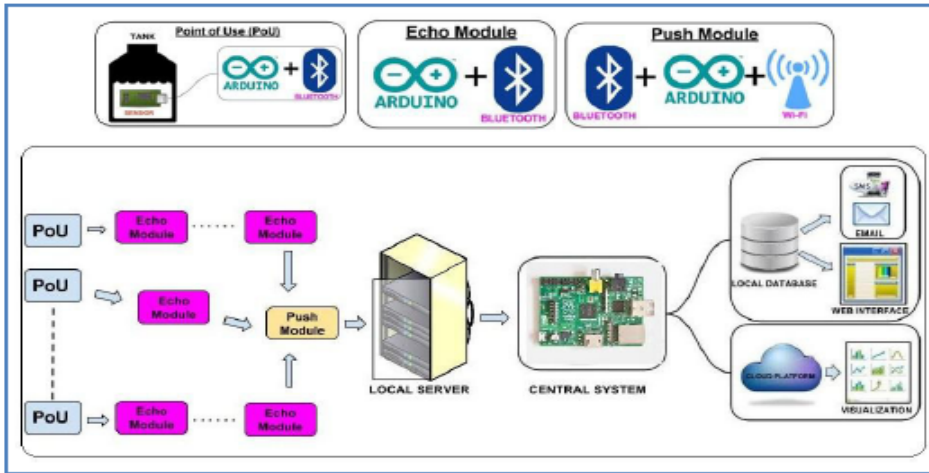 Point of Use (PoU)
TANK
SENSOR
ARDUINO
BLUETOOTH
Echo Module
ARDUINO
BLUETOOTH
Push Module
BLUETOOTH
ARDUINO
Wi-Fi
PoU
Echo
Module
Echo
Module
PoU
Echo
Module
Push
Module
PoU
Echo
Module
Echo
Module
LOCAL SERVER
CENTRAL SYSTEM
LOCAL DATABASE
SMS
EMAIL
WEB INTERFACE
CLOUD PLATFORM
VISUALIZATION